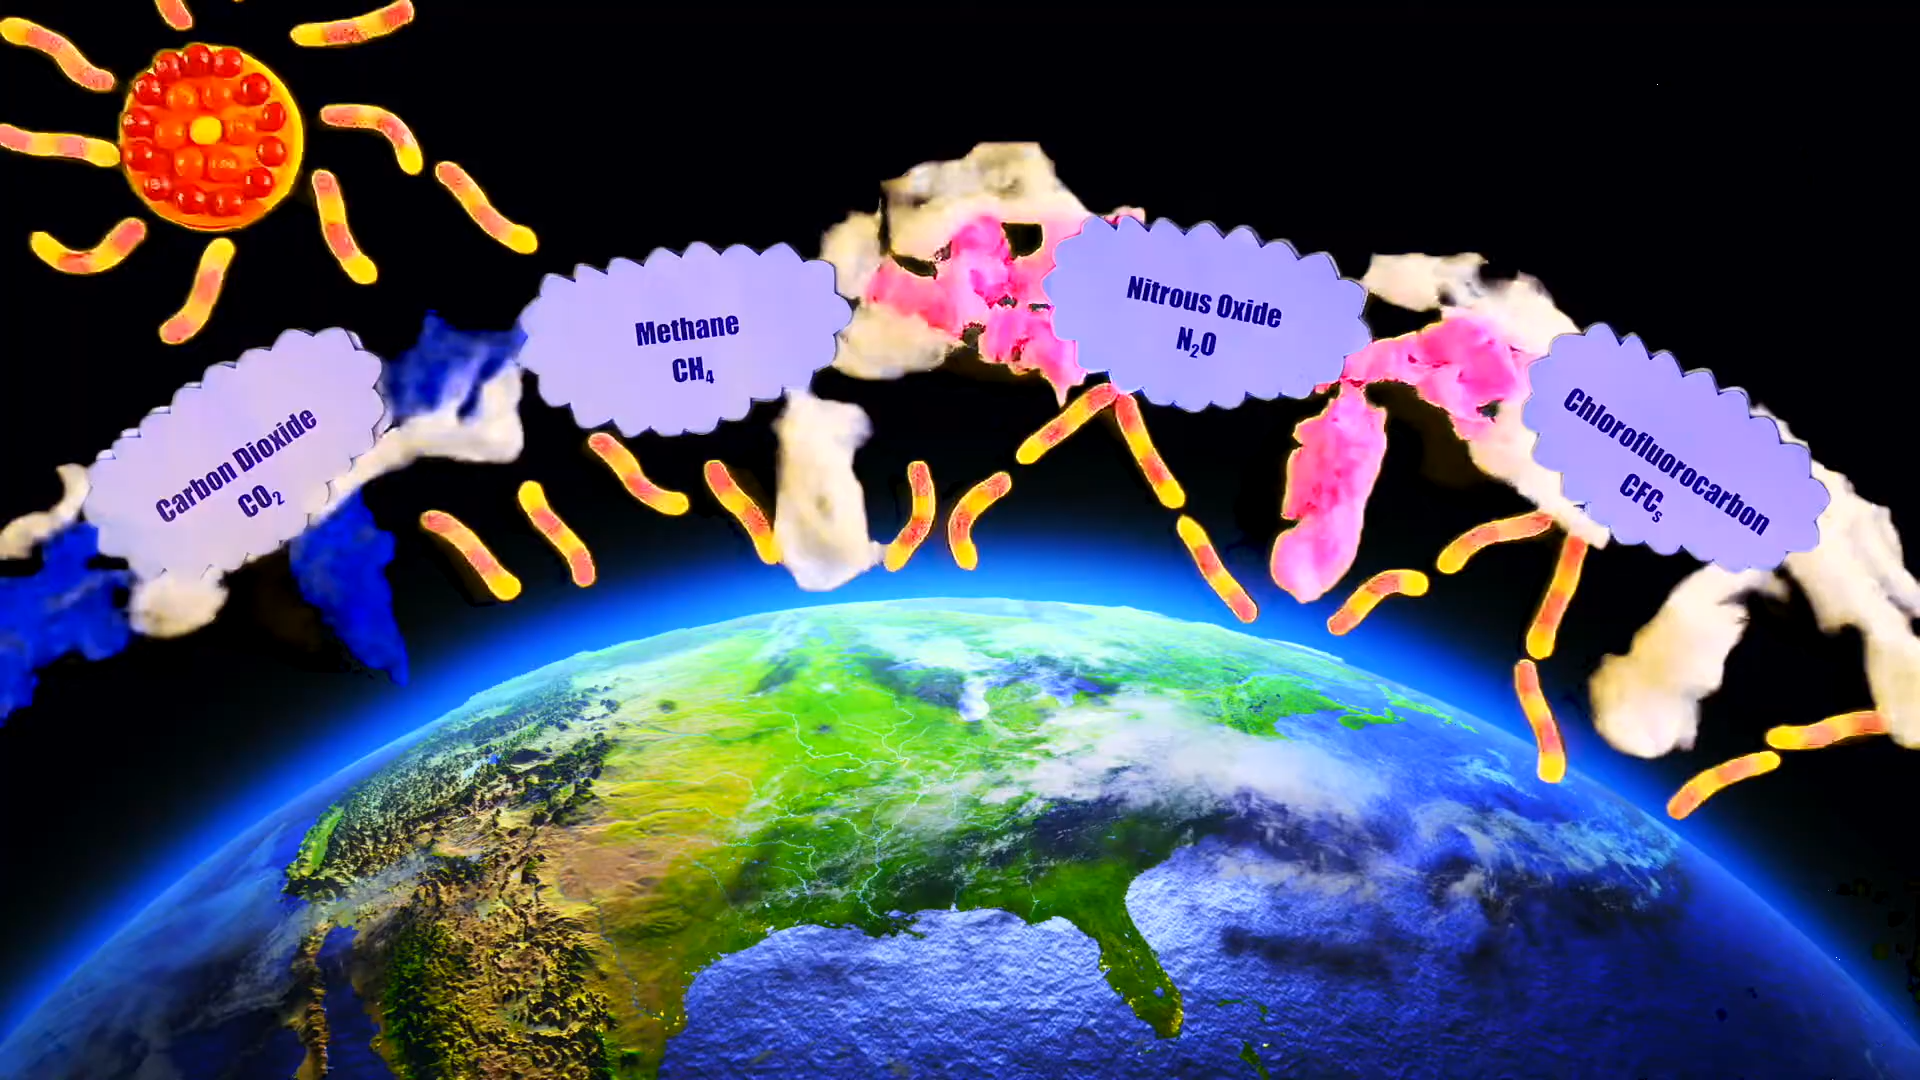 Carbon Dioxide
CO₂
Methane
CH₄
Nitrous Oxide
N₂O
Chlorofluorocarbon
CFCₛ